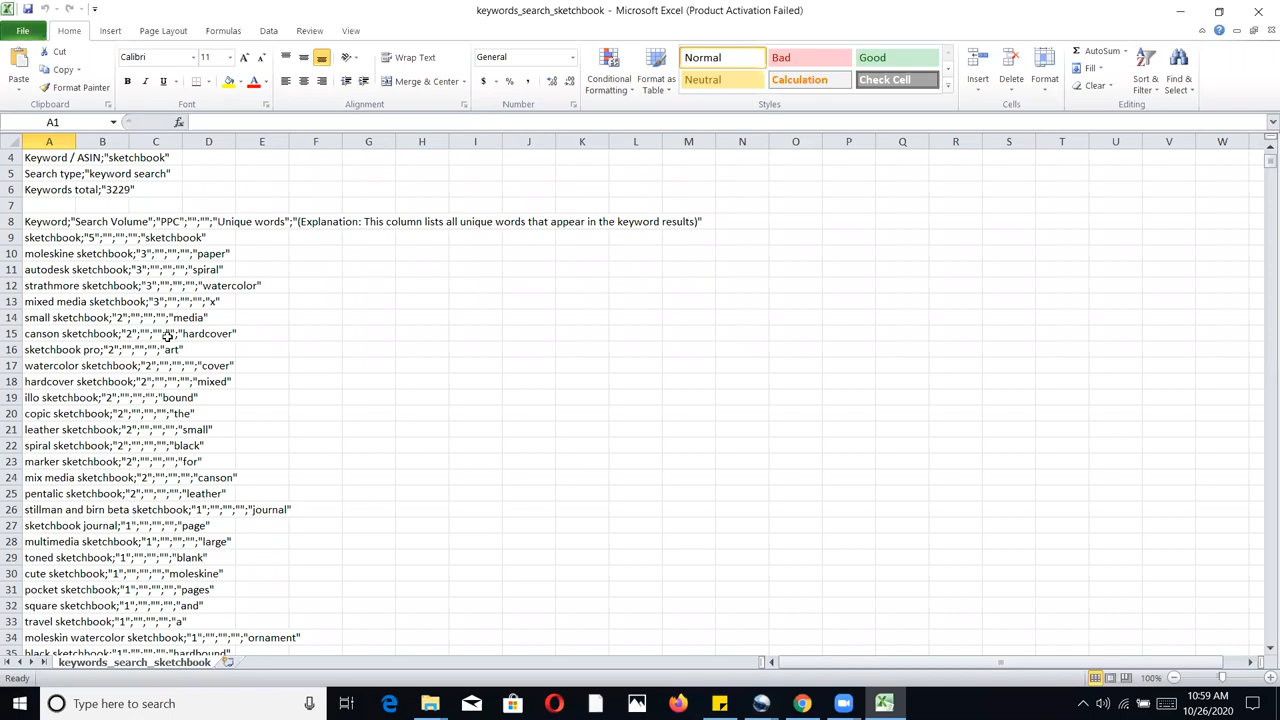 keywords_search_sketchbook - Microsoft Excel (Product Activation Failed)
File Home Insert Page Layout Formulas Data Review View
Paste Cut Copy Format Painter Clipboard
Calibri 11 A A B I U A Font
Wrap Text Merge & Center Alignment
General $ % , Number
Conditional Formatting Format as Table
Normal Bad Good
Neutral Calculation Check Cell
Styles
Insert Delete Format Cells
AutoSum Fill Clear Sort & Filter Find & Select Editing
A1 fx
A B C D E F G H I J K L M N O P Q R S T U V W
4 Keyword / ASIN;"sketchbook"
5 Search type;"keyword search"
6 Keywords total;"3229"
7
8 Keyword;"Search Volume";"PPC";"";"";"Unique words";"(Explanation: This column lists all unique words that appear in the keyword results)"
9 sketchbook;"5";"";"";"";"sketchbook"
10 moleskine sketchbook;"3";"";"";"";"paper"
11 autodesk sketchbook;"3";"";"";"";"spiral"
12 strathmore sketchbook;"3";"";"";"";"watercolor"
13 mixed media sketchbook;"3";"";"";"";"x"
14 small sketchbook;"2";"";"";"";"media"
15 canson sketchbook;"2";"";"";"";"hardcover"
16 sketchbook pro;"2";"";"";"";"art"
17 watercolor sketchbook;"2";"";"";"";"cover"
18 hardcover sketchbook;"2";"";"";"";"mixed"
19 illo sketchbook;"2";"";"";"";"bound"
20 copic sketchbook;"2";"";"";"";"the"
21 leather sketchbook;"2";"";"";"";"small"
22 spiral sketchbook;"2";"";"";"";"black"
23 marker sketchbook;"2";"";"";"";"for"
24 mix media sketchbook;"2";"";"";"";"canson"
25 pentalic sketchbook;"2";"";"";"";"leather"
26 stillman and birn beta sketchbook;"1";"";"";"";"journal"
27 sketchbook journal;"1";"";"";"";"page"
28 multimedia sketchbook;"1";"";"";"";"large"
29 toned sketchbook;"1";"";"";"";"blank"
30 cute sketchbook;"1";"";"";"";"moleskine"
31 pocket sketchbook;"1";"";"";"";"pages"
32 square sketchbook;"1";"";"";"";"and"
33 travel sketchbook;"1";"";"";"";"a"
34 moleskin watercolor sketchbook;"1";"";"";"";"ornament"
35 black sketchbook;"1";"";"";"";"hardbound"
keywords_search_sketchbook
Ready 100%
Type here to search
10:59 AM
10/26/2020